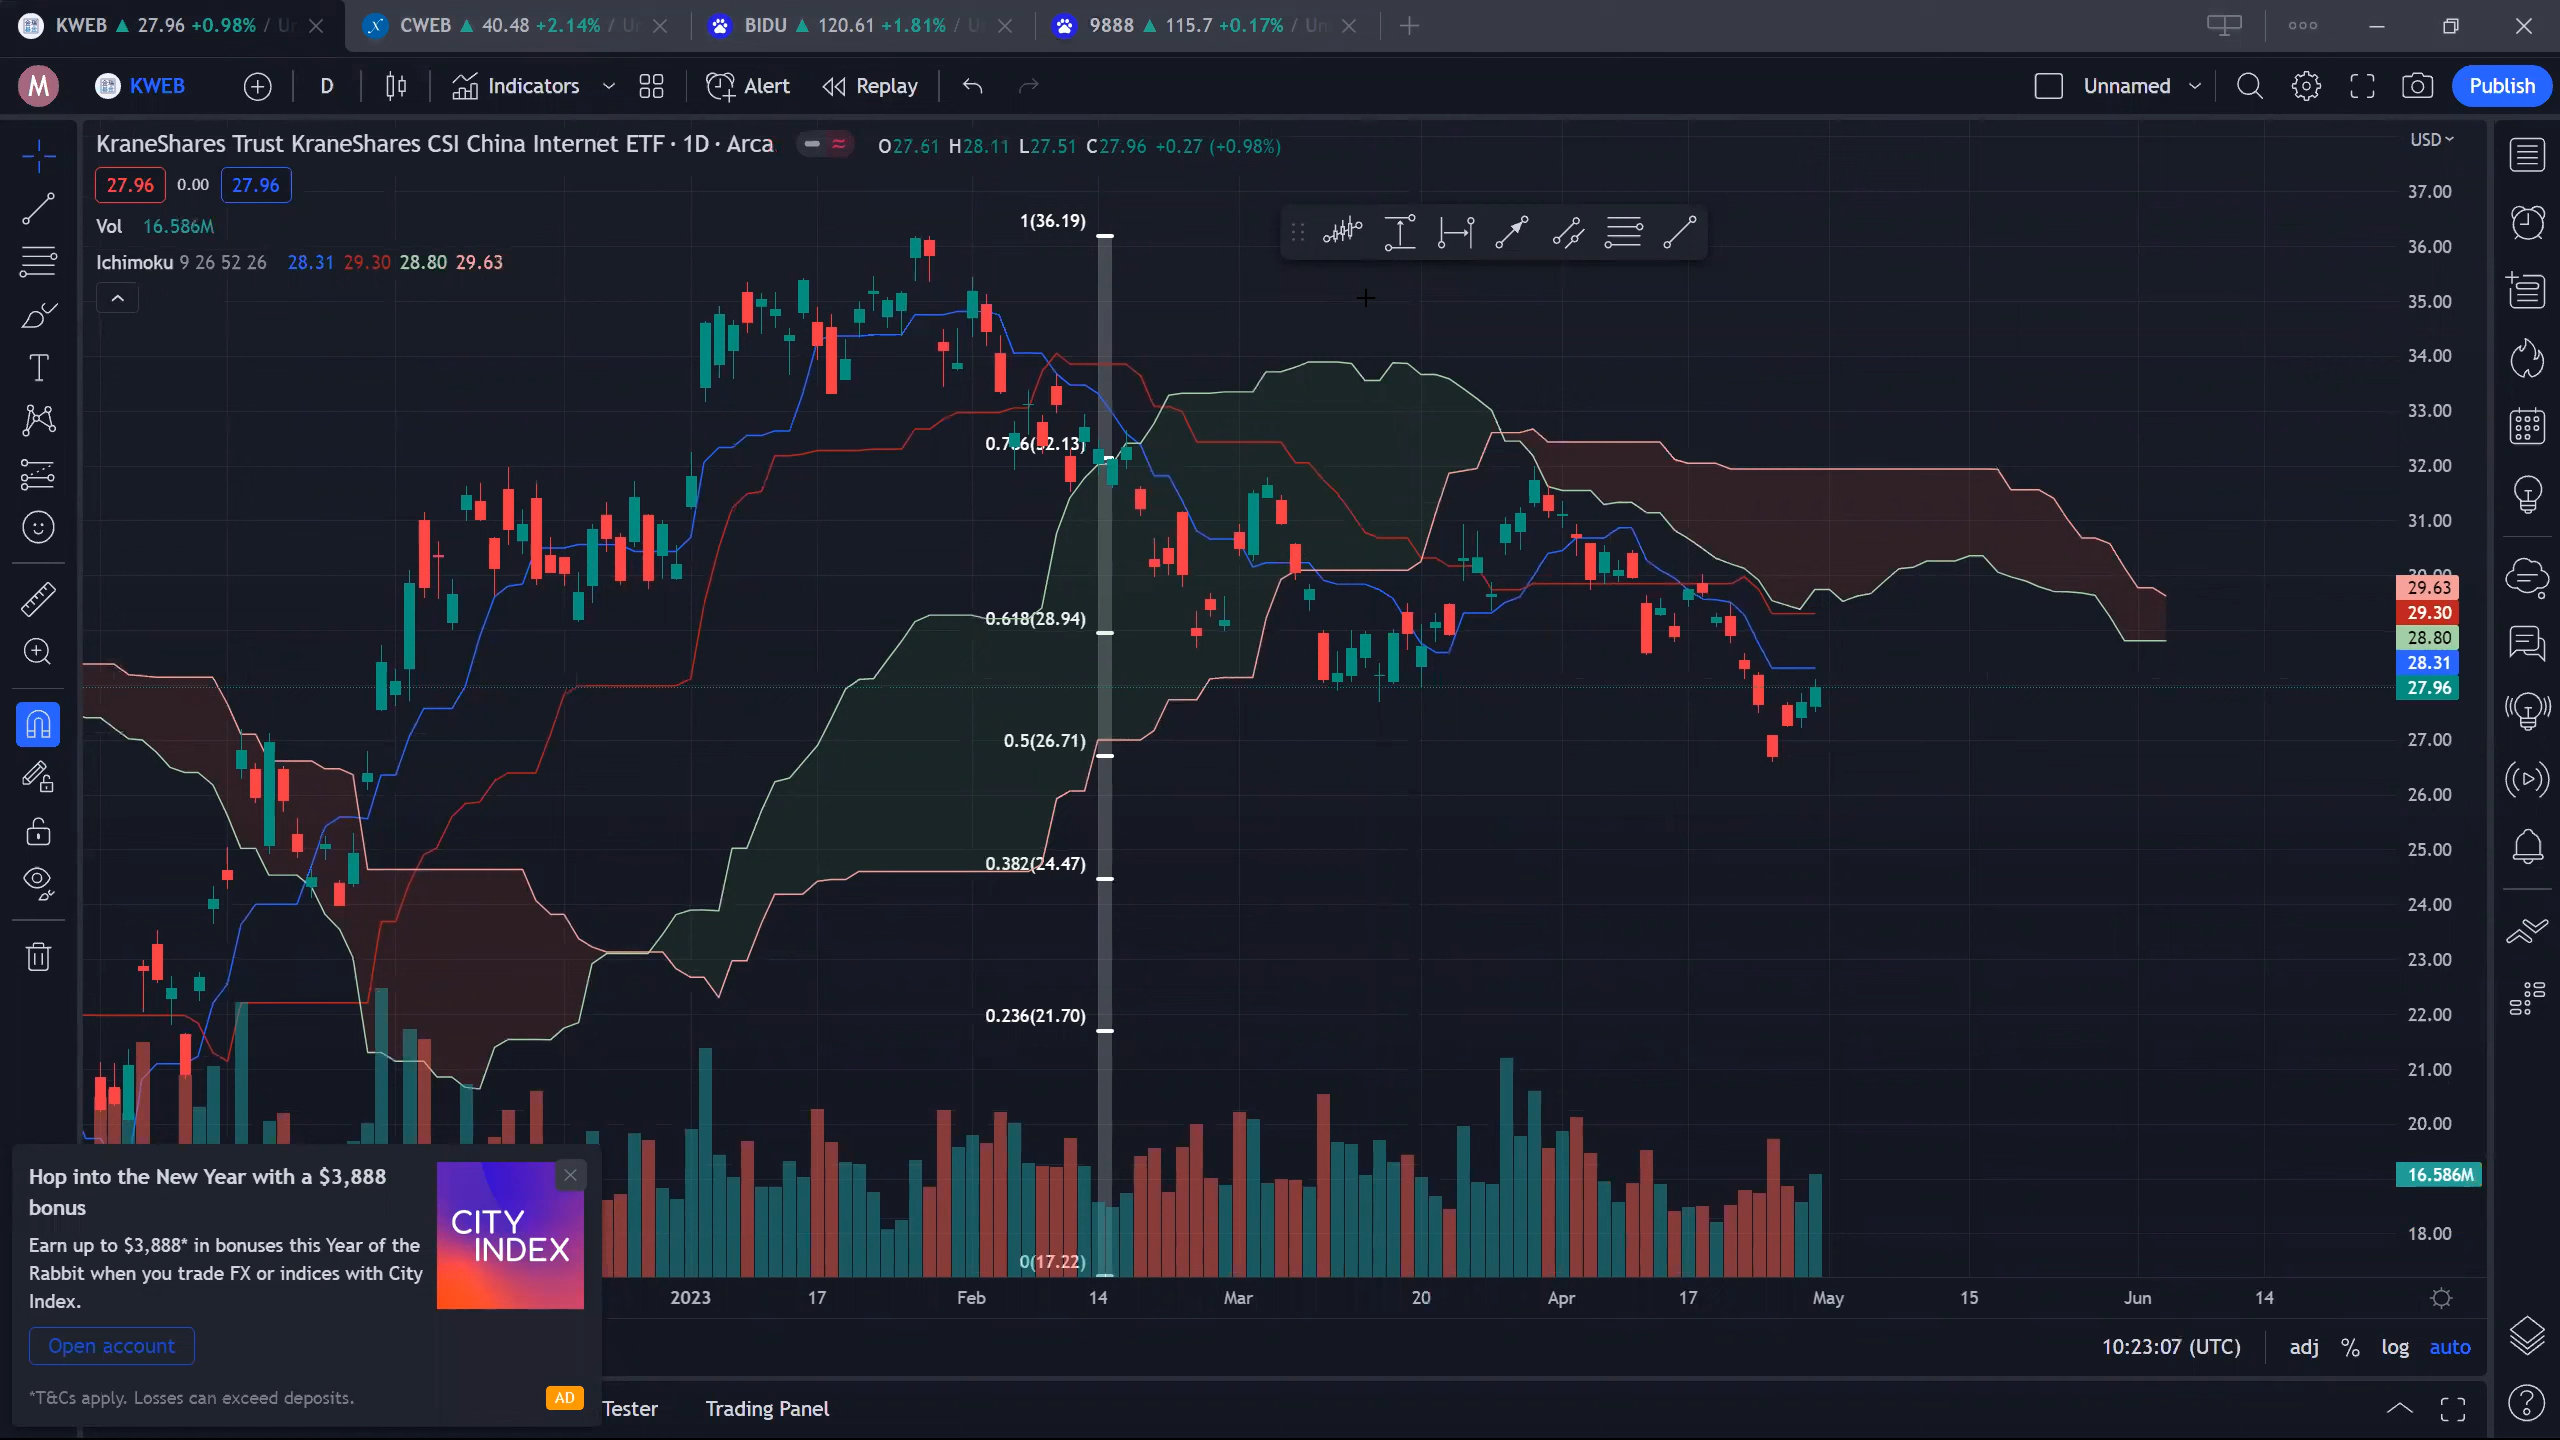 KWEB ▲ 27.96 +0.98% / Un
CWEB ▲ 40.48 +2.14% / Un
BIDU ▲ 120.61 +1.81% / U
9888 ▲ 115.7 +0.17% / Un
M
KWEB
D
Indicators
Alert
Replay
Unnamed
Publish
KraneShares Trust KraneShares CSI China Internet ETF · 1D · Arca
O27.61 H28.11 L27.51 C27.96 +0.27 (+0.98%)
USD
27.96 0.00 27.96
Vol 16.586M
Ichimoku 9 26 52 26 28.31 29.30 28.80 29.63
1(36.19)
0.618(28.94)
0.5(26.71)
0.382(24.47)
0.236(21.70)
0(17.22)
37.00
36.00
35.00
34.00
33.00
32.00
31.00
30.00
29.63
29.30
28.80
28.31
27.96
27.00
26.00
25.00
24.00
23.00
22.00
21.00
20.00
16.586M
18.00
2023 17 Feb 14 Mar 20 Apr 17 May 15 Jun 14
Hop into the New Year with a $3,888
bonus
Earn up to $3,888* in bonuses this Year of the
Rabbit when you trade FX or indices with City
Index.
CITY
INDEX
Open account
*T&Cs apply. Losses can exceed deposits.
AD
10:23:07 (UTC) adj % log auto
Tester
Trading Panel